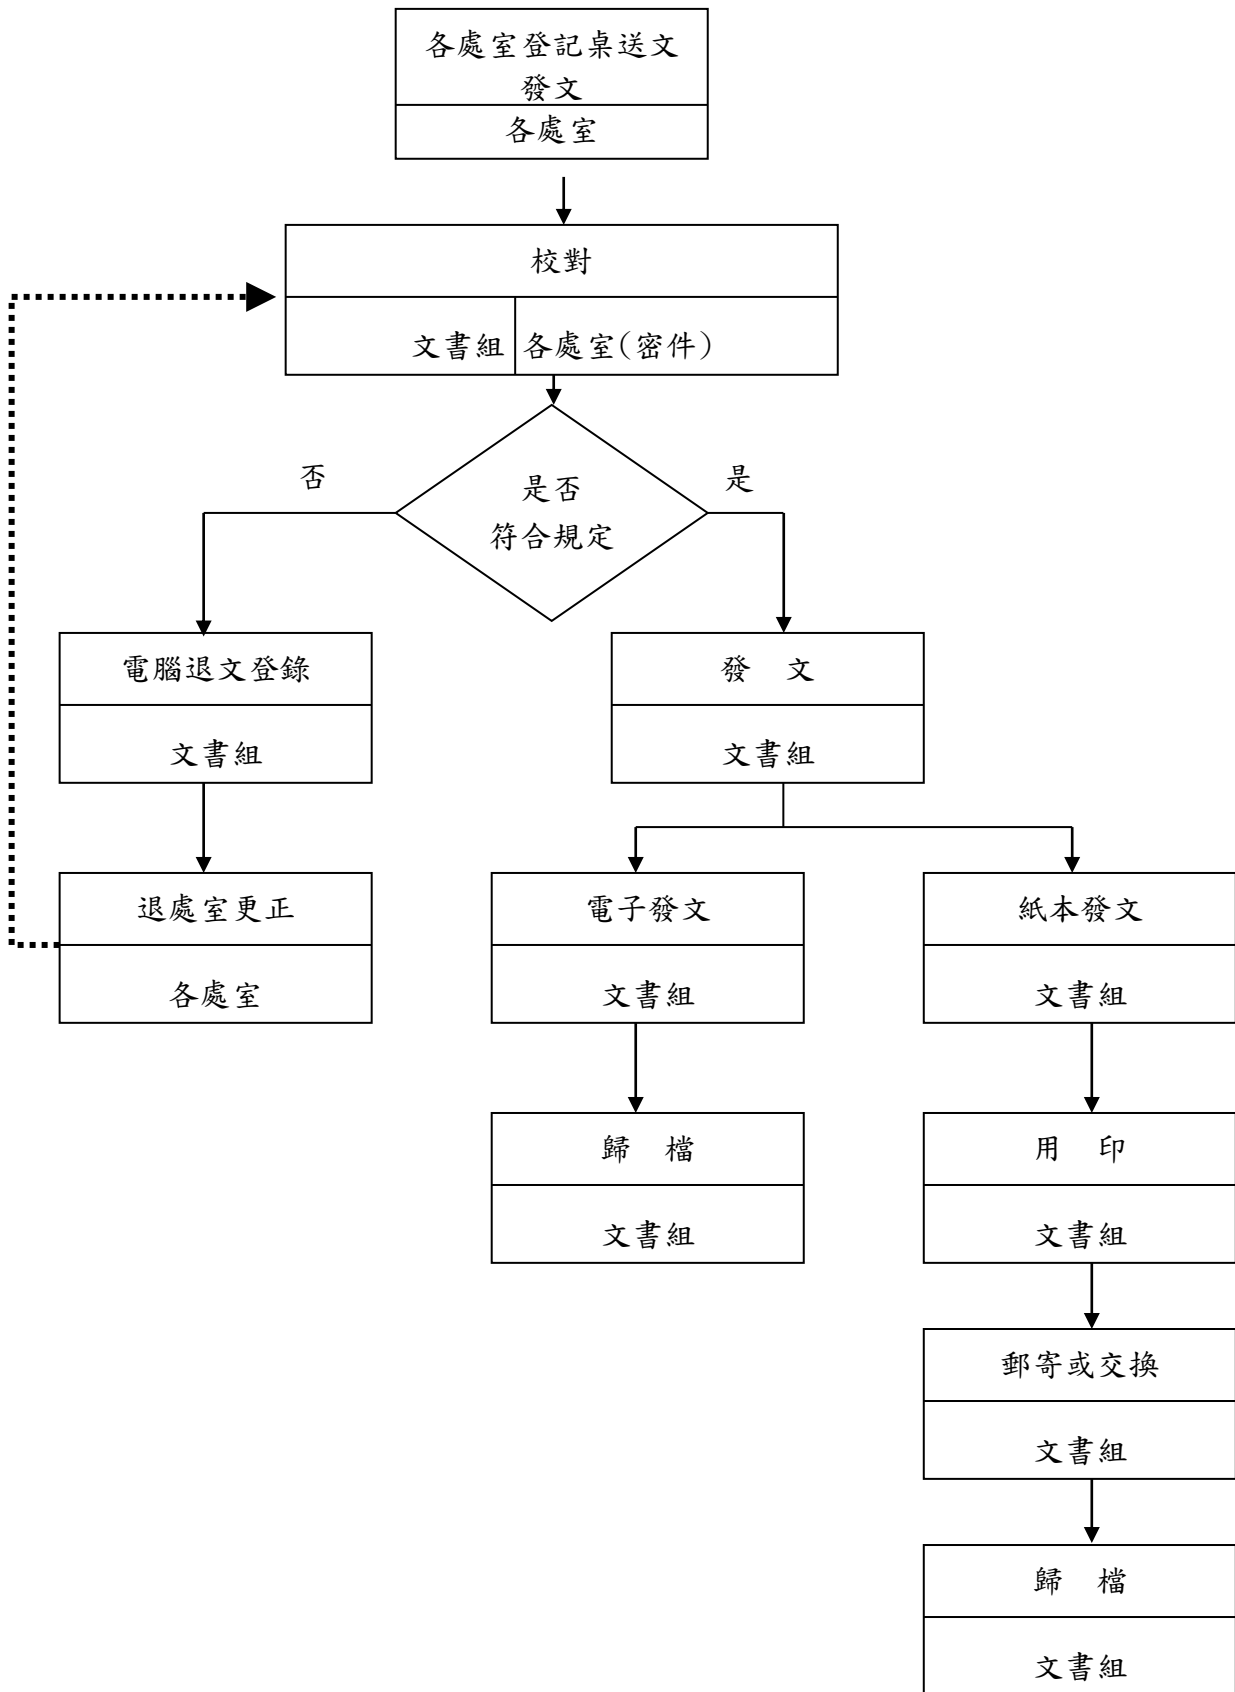 各處室登記桌送文
發文
各處室
校對
文書組
各處室(密件)
否
是
是否
符合規定
電腦退文登錄
文書組
發　文
文書組
退處室更正
各處室
電子發文
文書組
紙本發文
文書組
歸　檔
文書組
用　印
文書組
郵寄或交換
文書組
歸　檔
文書組